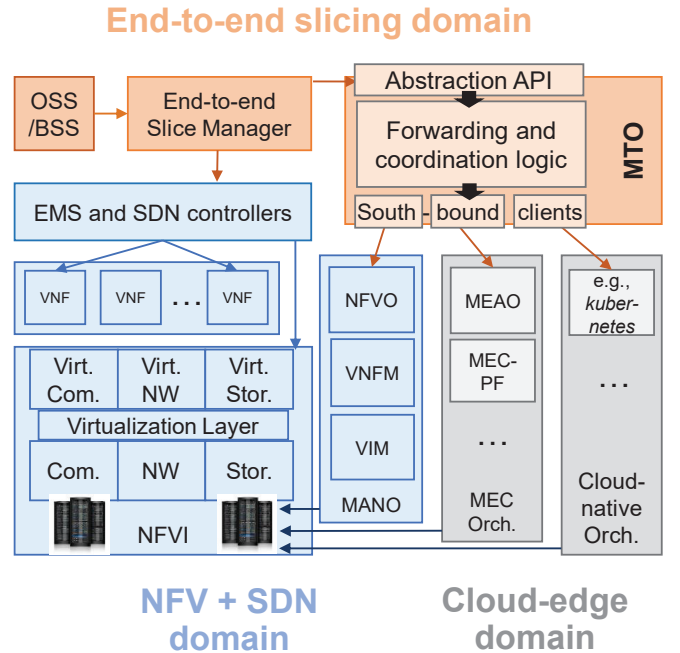 End-to-end slicing domain
OSS
/BSS
End-to-end
Slice Manager
Abstraction API
Forwarding and
coordination logic
MTO
South - bound clients
EMS and SDN controllers
VNF VNF ... VNF
NFVO
VNFM
VIM
MANO
MEAO
MEC-
PF
...
MEC
Orch.
e.g.,
kuber-
netes
...
Cloud-
native
Orch.
Virt.
Com.
Virt.
NW
Virt.
Stor.
Virtualization Layer
Com. NW Stor.
NFVI
NFV + SDN
domain
Cloud-edge
domain